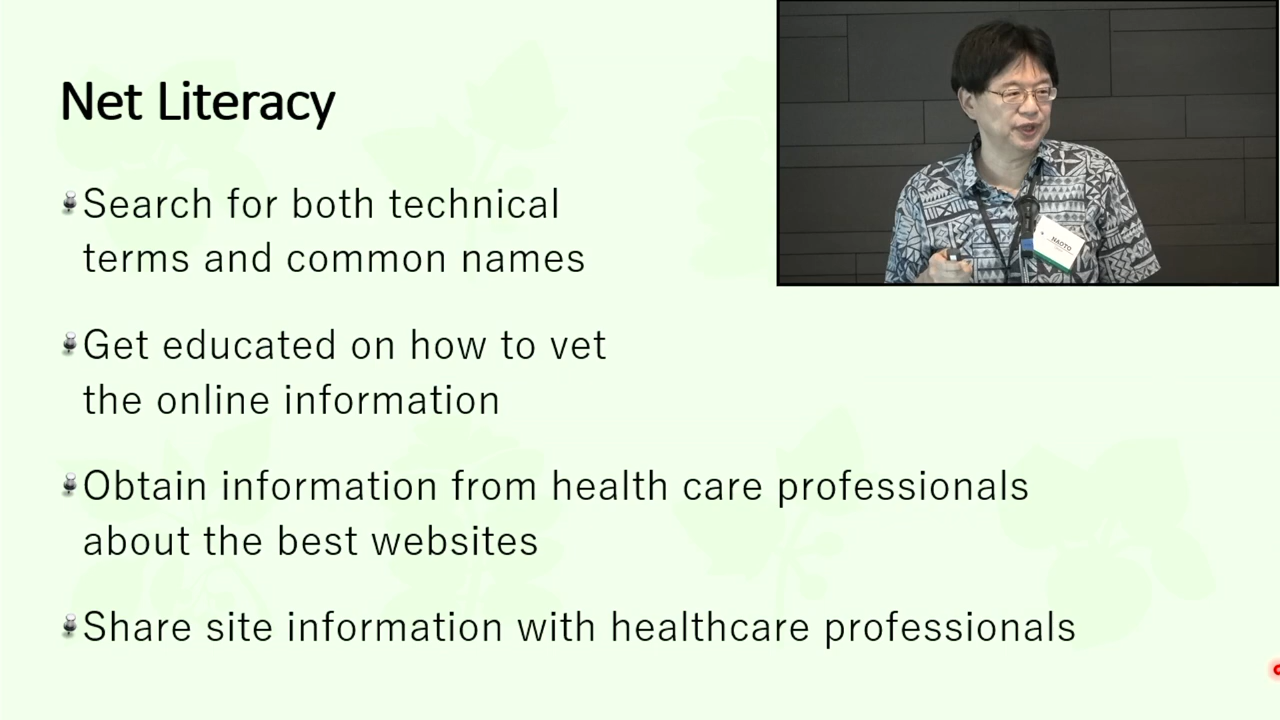 Net Literacy
Search for both technical
terms and common names
Get educated on how to vet
the online information
Obtain information from health care professionals
about the best websites
Share site information with healthcare professionals
NAOTO